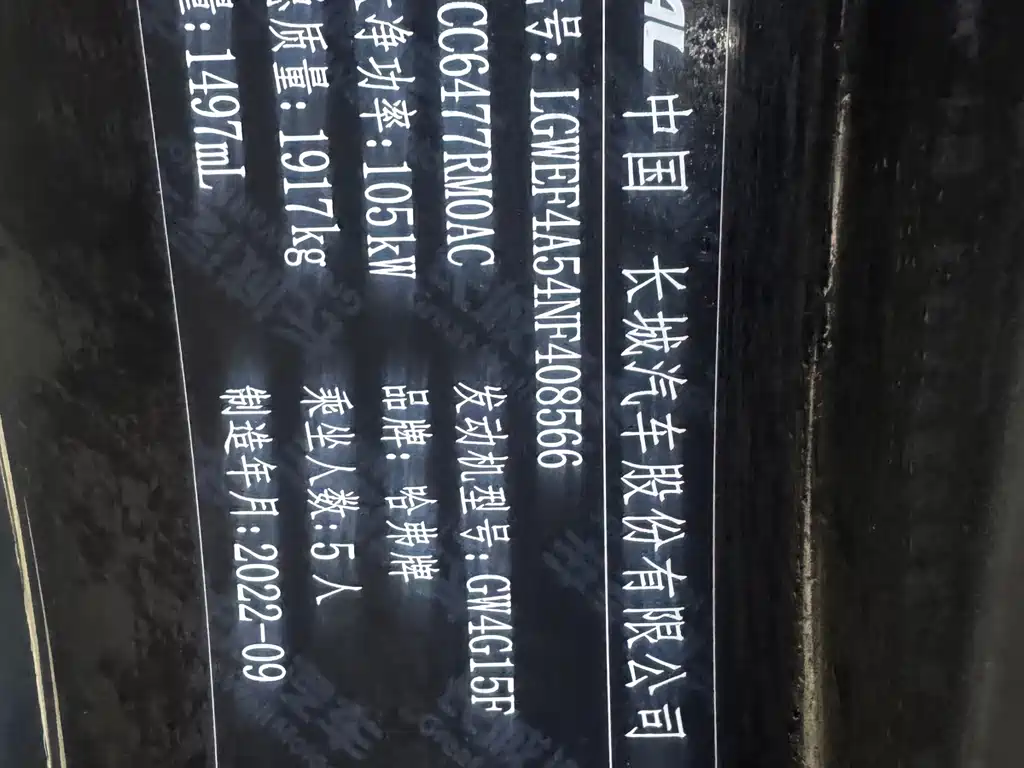 AL 中国 长城汽车股份有限公司
号: LGWEF4A54NF408566
CC6477RM0AC 发动机型号: GW4G15F
净功率: 105kW 品牌: 哈弗牌
质量: 1917kg 乘坐人数: 5人
量: 1497mL 制造年月: 2022-09